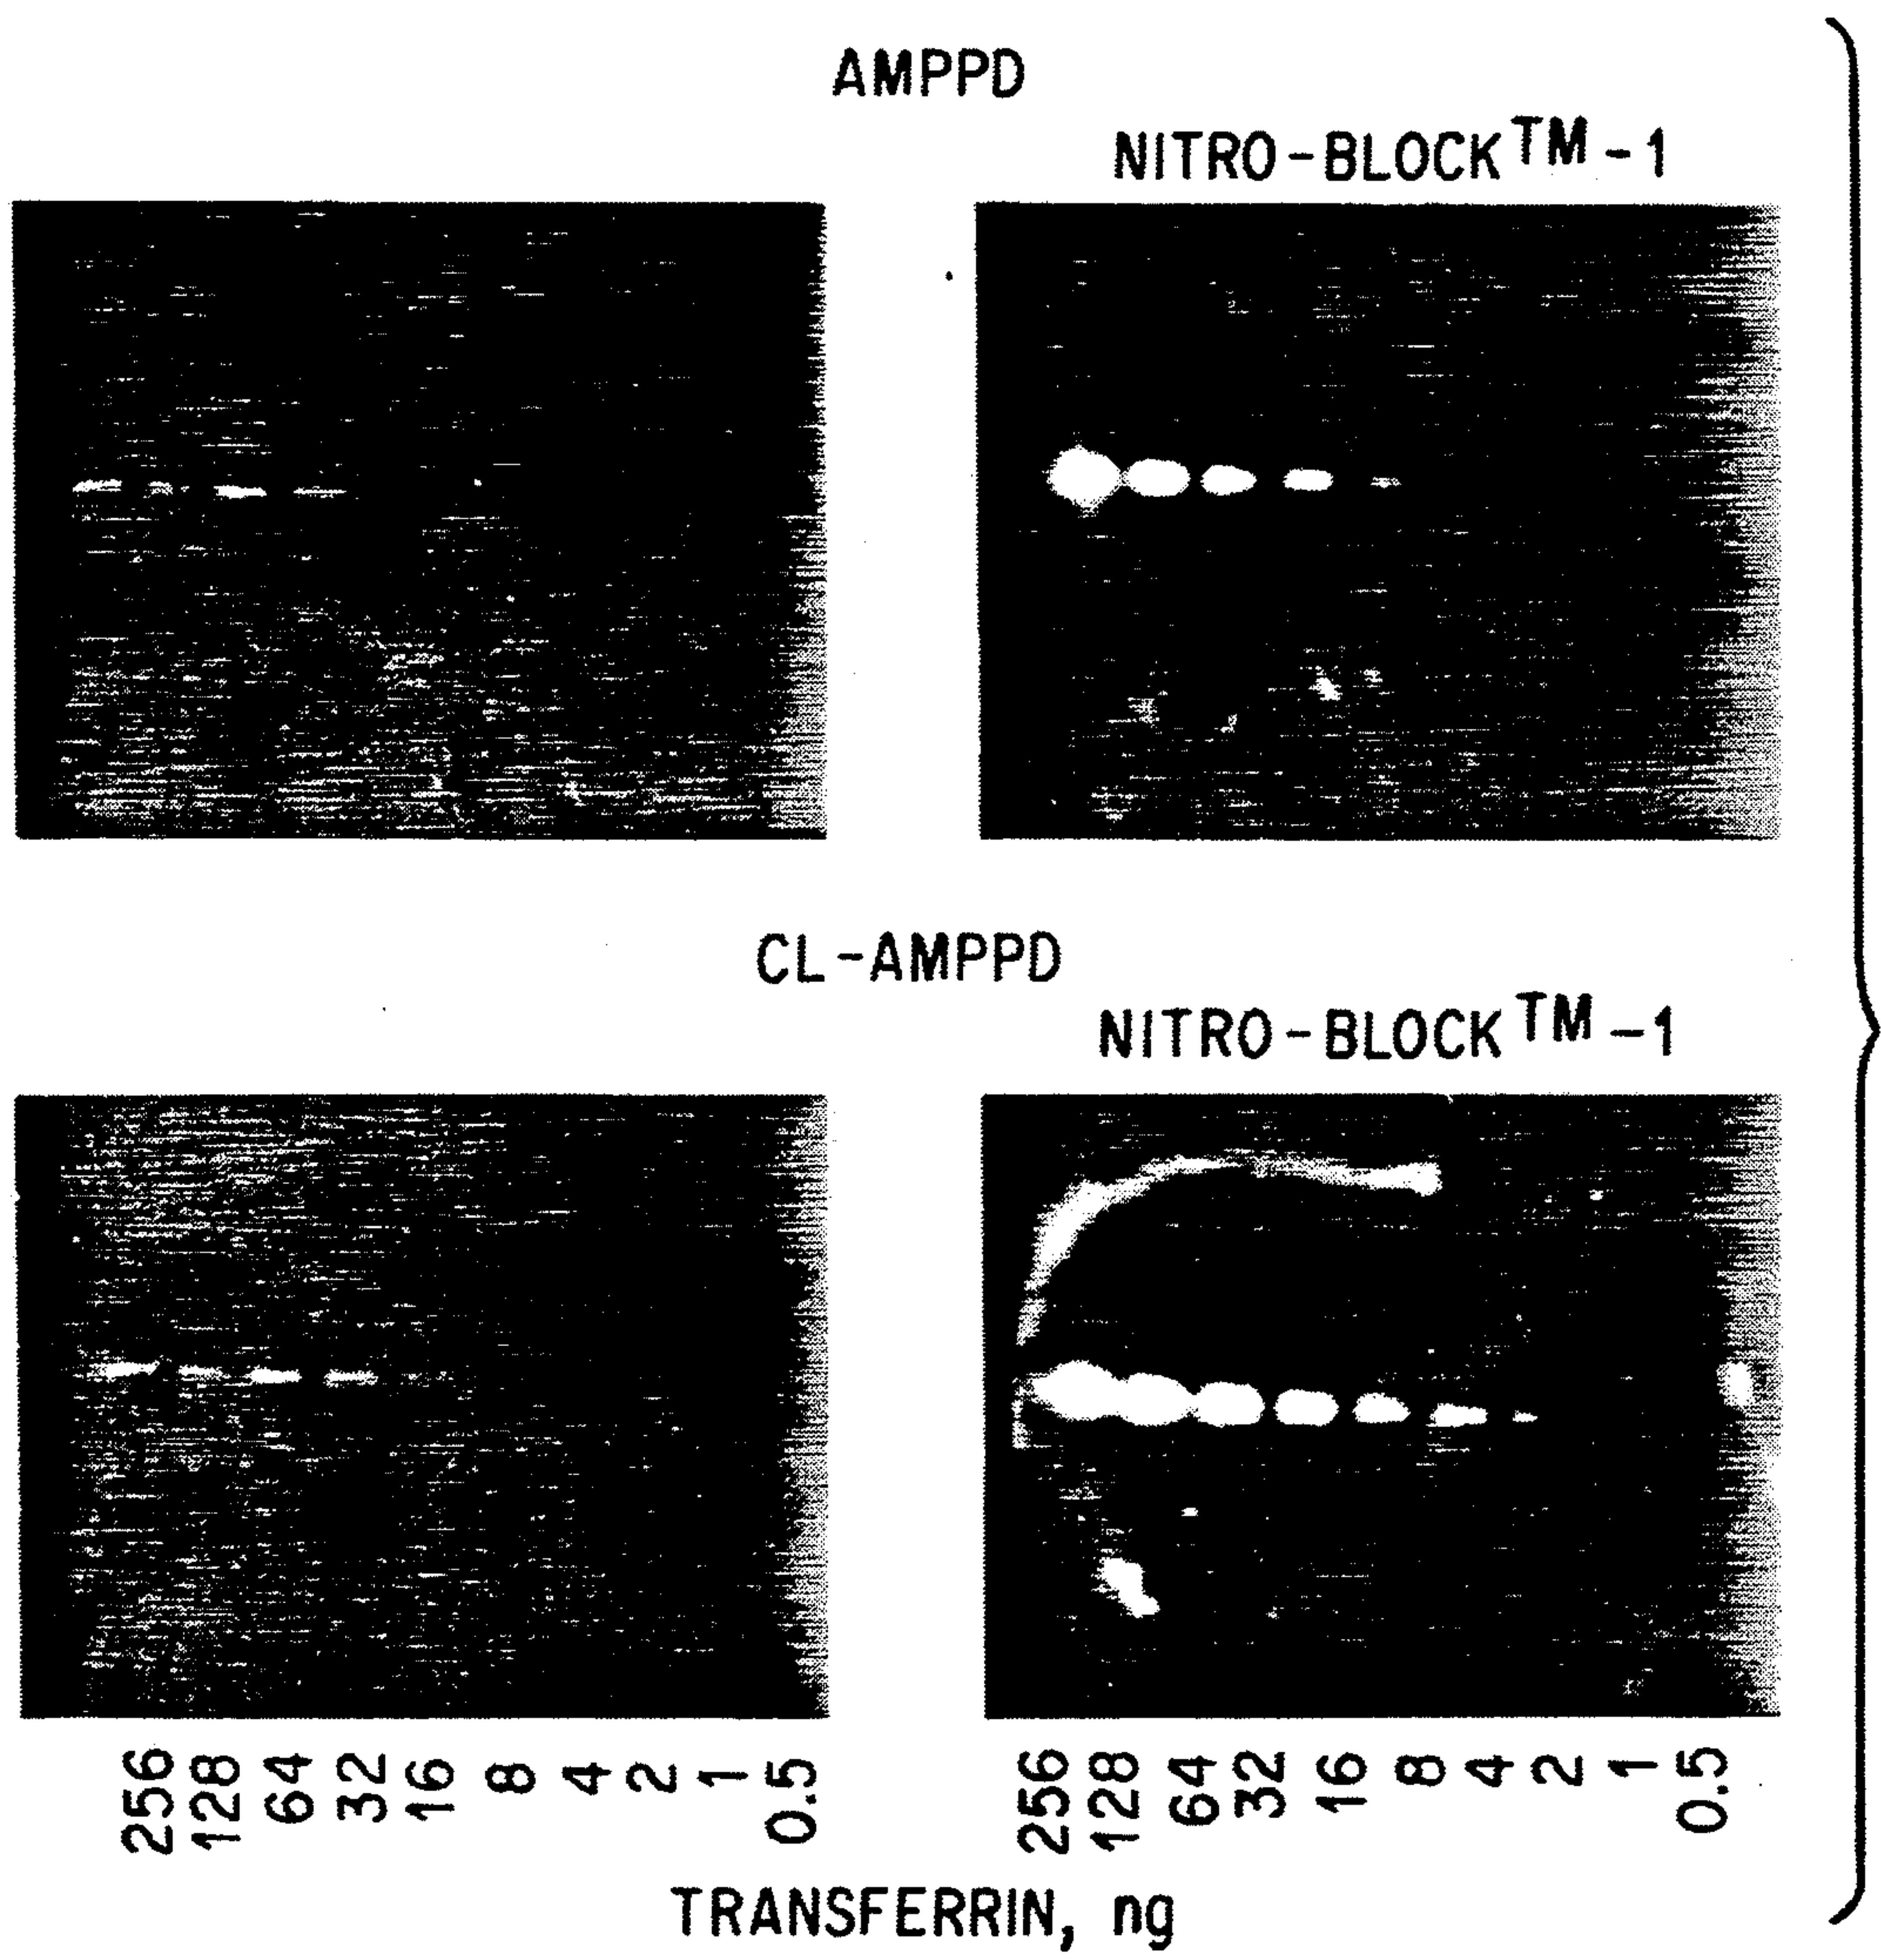 AMPPD
NITRO-BLOCK™-1
CL-AMPPD
NITRO-BLOCK™-1
256 128 64 32 16 8 4 2 1 0.5
256 128 64 32 16 8 4 2 1 0.5
TRANSFERRIN, ng